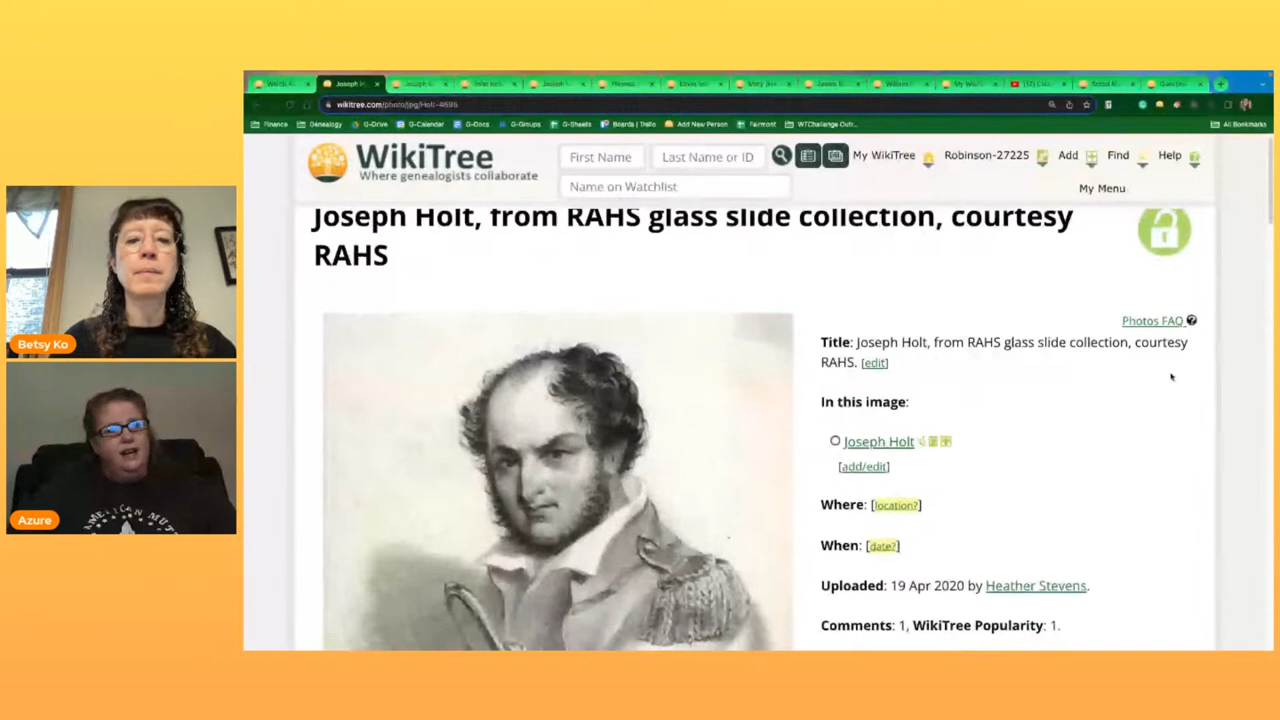 Joseph H.
wikitree.com/photo/jpg/Holt-4695
Finance Genealogy G-Drive G-Calendar G-Docs G-Groups G-Sheets Boards | Trello Add New Person Fairmont WTChallenge Outr... All Bookmarks
WikiTree
Where genealogists collaborate
First Name Last Name or ID My WikiTree Robinson-27225 Add Find Help
Name on Watchlist
My Menu
Joseph Holt, from RAHS glass slide collection, courtesy
RAHS
Photos FAQ
Title: Joseph Holt, from RAHS glass slide collection, courtesy
RAHS. [edit]
In this image:
Joseph Holt
[add/edit]
Where: [location?]
When: [date?]
Uploaded: 19 Apr 2020 by Heather Stevens.
Comments: 1, WikiTree Popularity: 1.
Betsy Ko
Azure